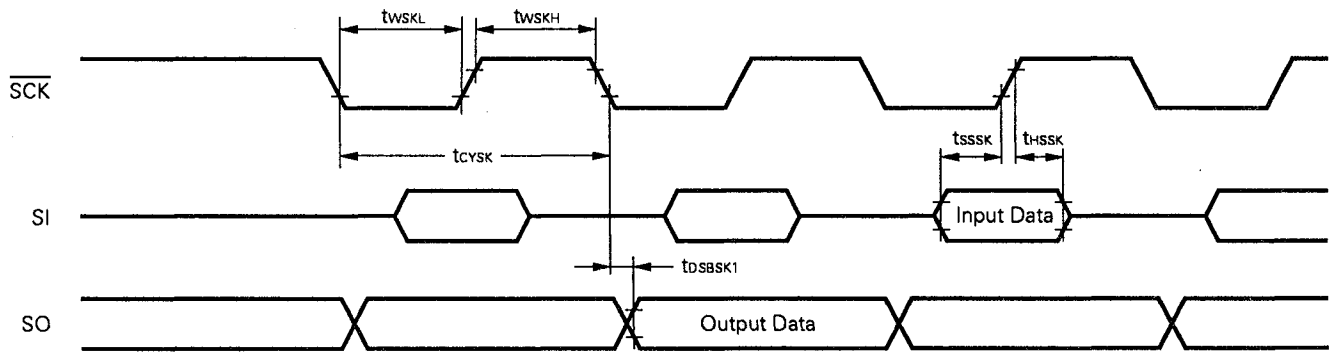 tWSKL tWSKH
SCK
tCYSK
tSSSK tHSSK
SI Input Data
tDSBSK1
SO Output Data